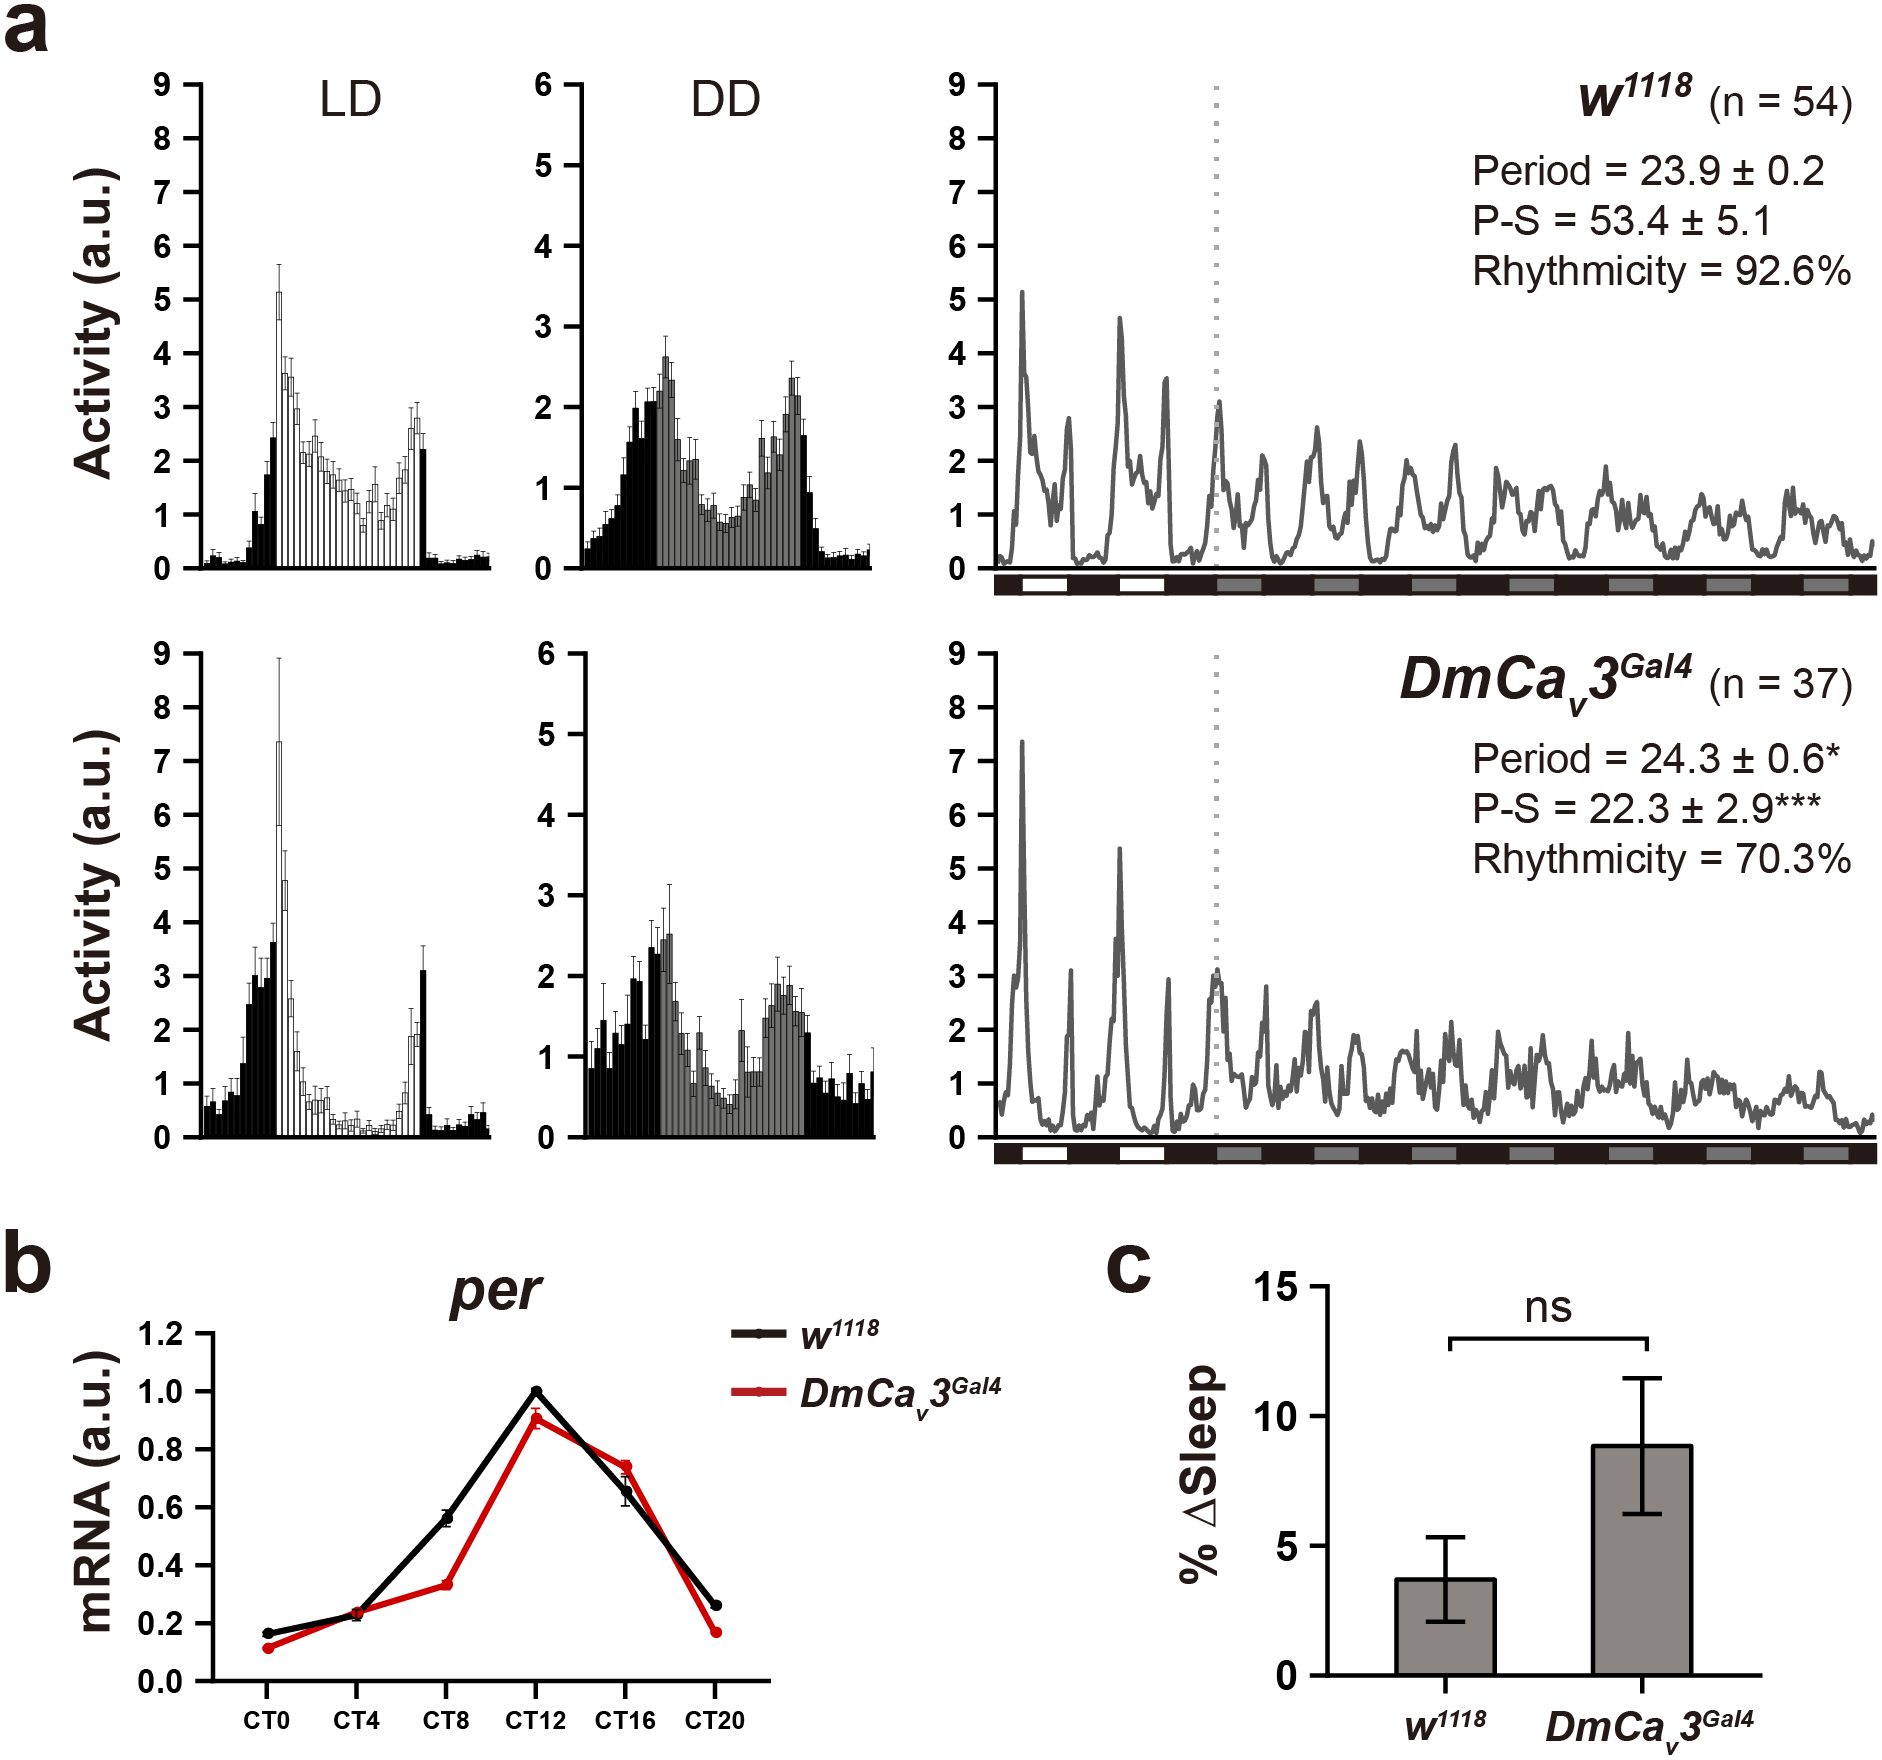 a
LD
DD
w1118 (n = 54)
Period = 23.9 ± 0.2
P-S = 53.4 ± 5.1
Rhythmicity = 92.6%
Activity (a.u.)
9
8
7
6
5
4
3
2
1
0
6
5
4
3
2
1
0
9
8
7
6
5
4
3
2
1
0
DmCav3Gal4 (n = 37)
Period = 24.3 ± 0.6*
P-S = 22.3 ± 2.9***
Rhythmicity = 70.3%
Activity (a.u.)
9
8
7
6
5
4
3
2
1
0
6
5
4
3
2
1
0
9
8
7
6
5
4
3
2
1
0
b
per
w1118
DmCav3Gal4
mRNA (a.u.)
1.2
1.0
0.8
0.6
0.4
0.2
0.0
CT0 CT4 CT8 CT12 CT16 CT20
c
ns
% △Sleep
15
10
5
0
w1118 DmCav3Gal4